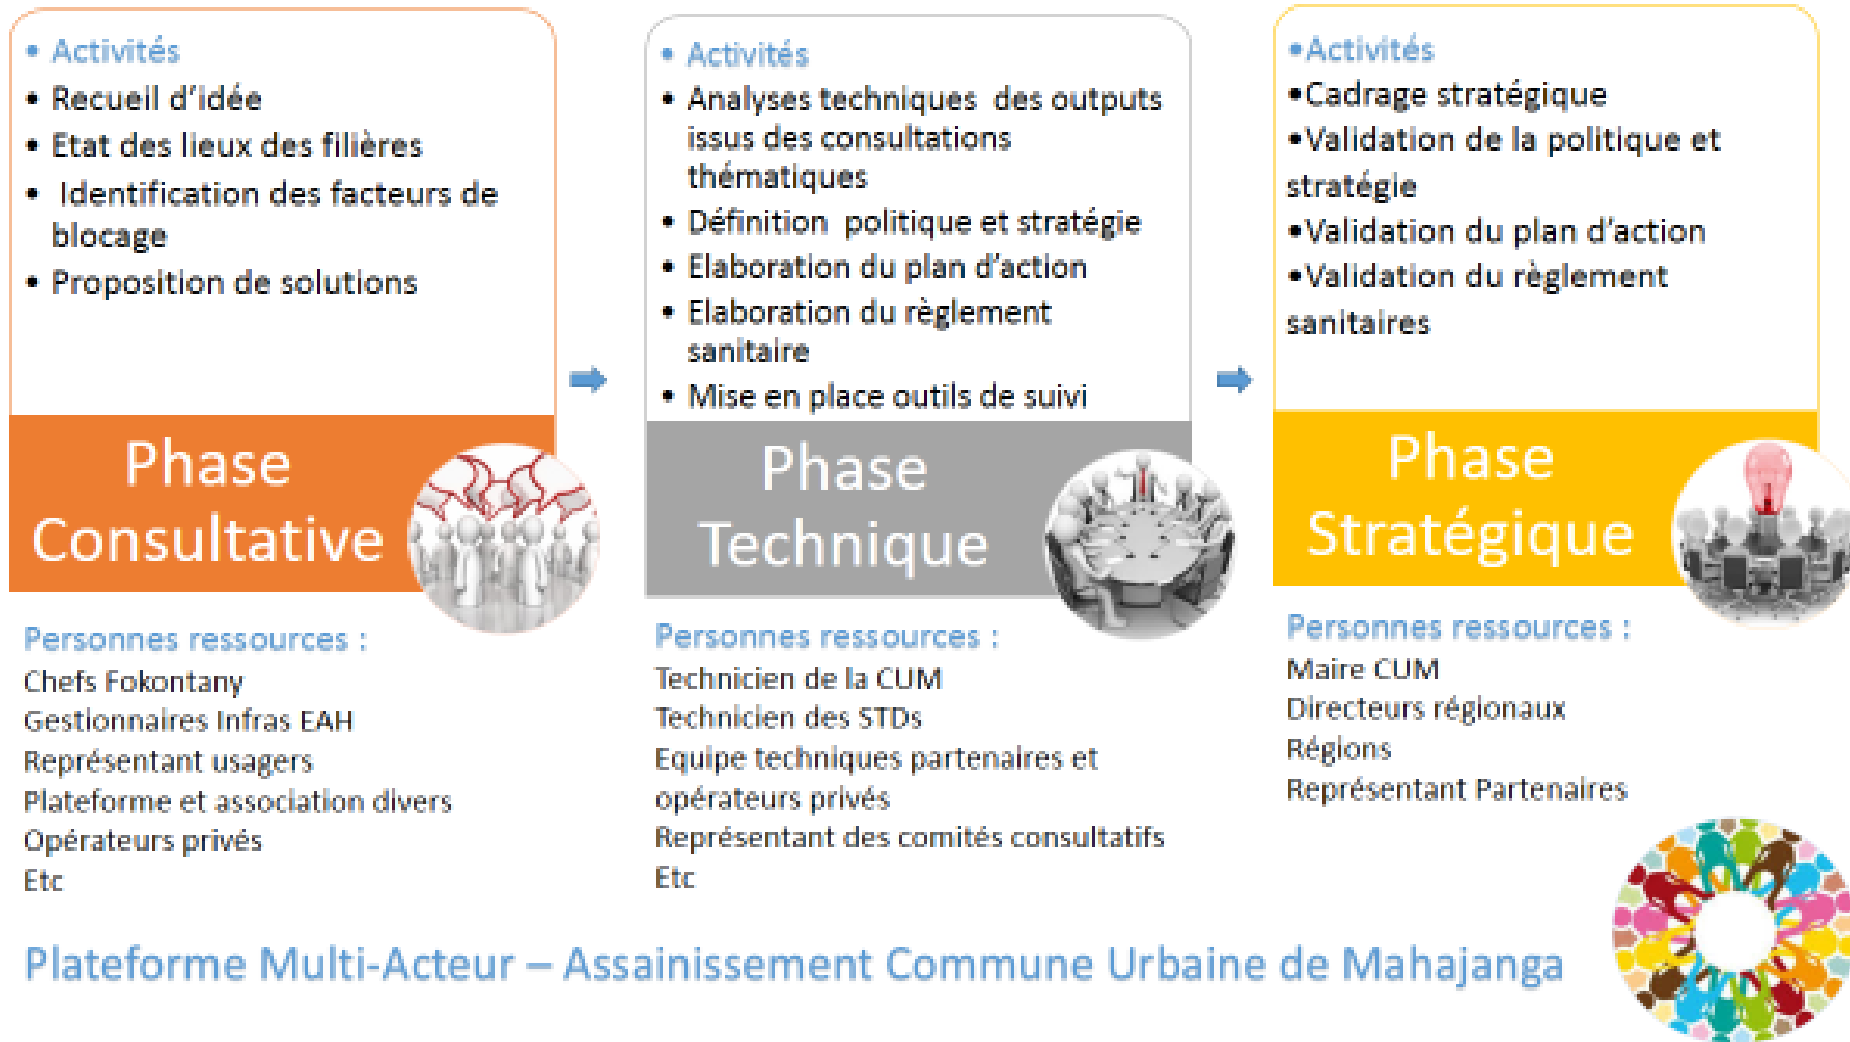 • Activités
• Recueil d'idée
• Etat des lieux des filières
• Identification des facteurs de
blocage
• Proposition de solutions
Phase
Consultative
Personnes ressources :
Chefs Fokontany
Gestionnaires Infras EAH
Représentant usagers
Plateforme et association divers
Opérateurs privés
Etc
• Activités
• Analyses techniques des outputs
issus des consultations
thématiques
• Définition politique et stratégie
• Elaboration du plan d'action
• Elaboration du règlement
sanitaire
• Mise en place outils de suivi
Phase
Technique
Personnes ressources :
Technicien de la CUM
Technicien des STDs
Equipe techniques partenaires et
opérateurs privés
Représentant des comités consultatifs
Etc
•Activités
•Cadrage stratégique
•Validation de la politique et
stratégie
•Validation du plan d'action
•Validation du règlement
sanitaires
Phase
Stratégique
Personnes ressources :
Maire CUM
Directeurs régionaux
Régions
Représentant Partenaires
Plateforme Multi-Acteur – Assainissement Commune Urbaine de Mahajanga